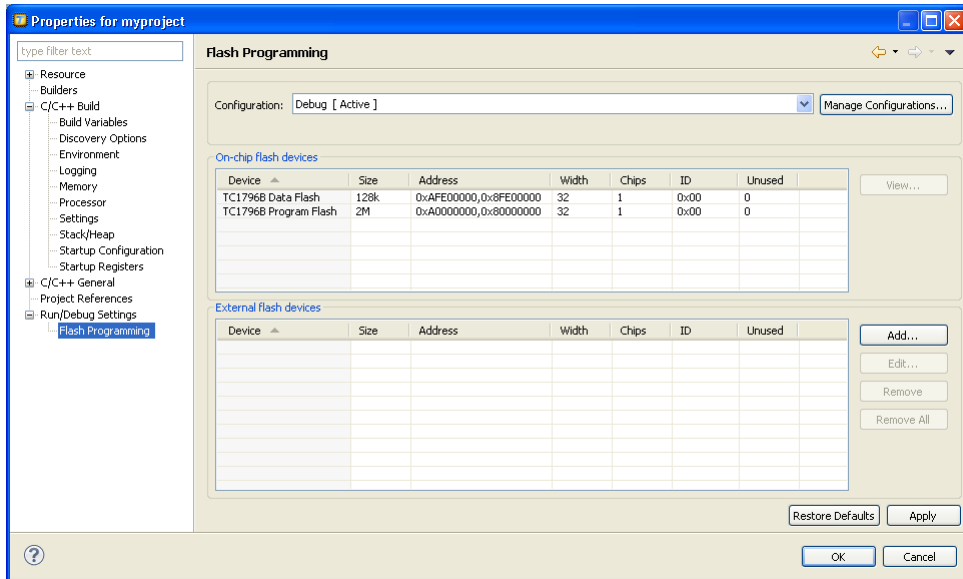 Properties for myproject
type filter text
Resource
Builders
C/C++ Build
Build Variables
Discovery Options
Environment
Logging
Memory
Processor
Settings
Stack/Heap
Startup Configuration
Startup Registers
C/C++ General
Project References
Run/Debug Settings
Flash Programming
Flash Programming
Configuration: Debug [ Active ] Manage Configurations...
On-chip flash devices
Device Size Address Width Chips ID Unused
TC1796B Data Flash 128k 0xAFE00000,0x8FE00000 32 1 0x00 0
TC1796B Program Flash 2M 0xA0000000,0x80000000 32 1 0x00 0
View...
External flash devices
Device Size Address Width Chips ID Unused
Add...
Edit...
Remove
Remove All
Restore Defaults Apply
? OK Cancel